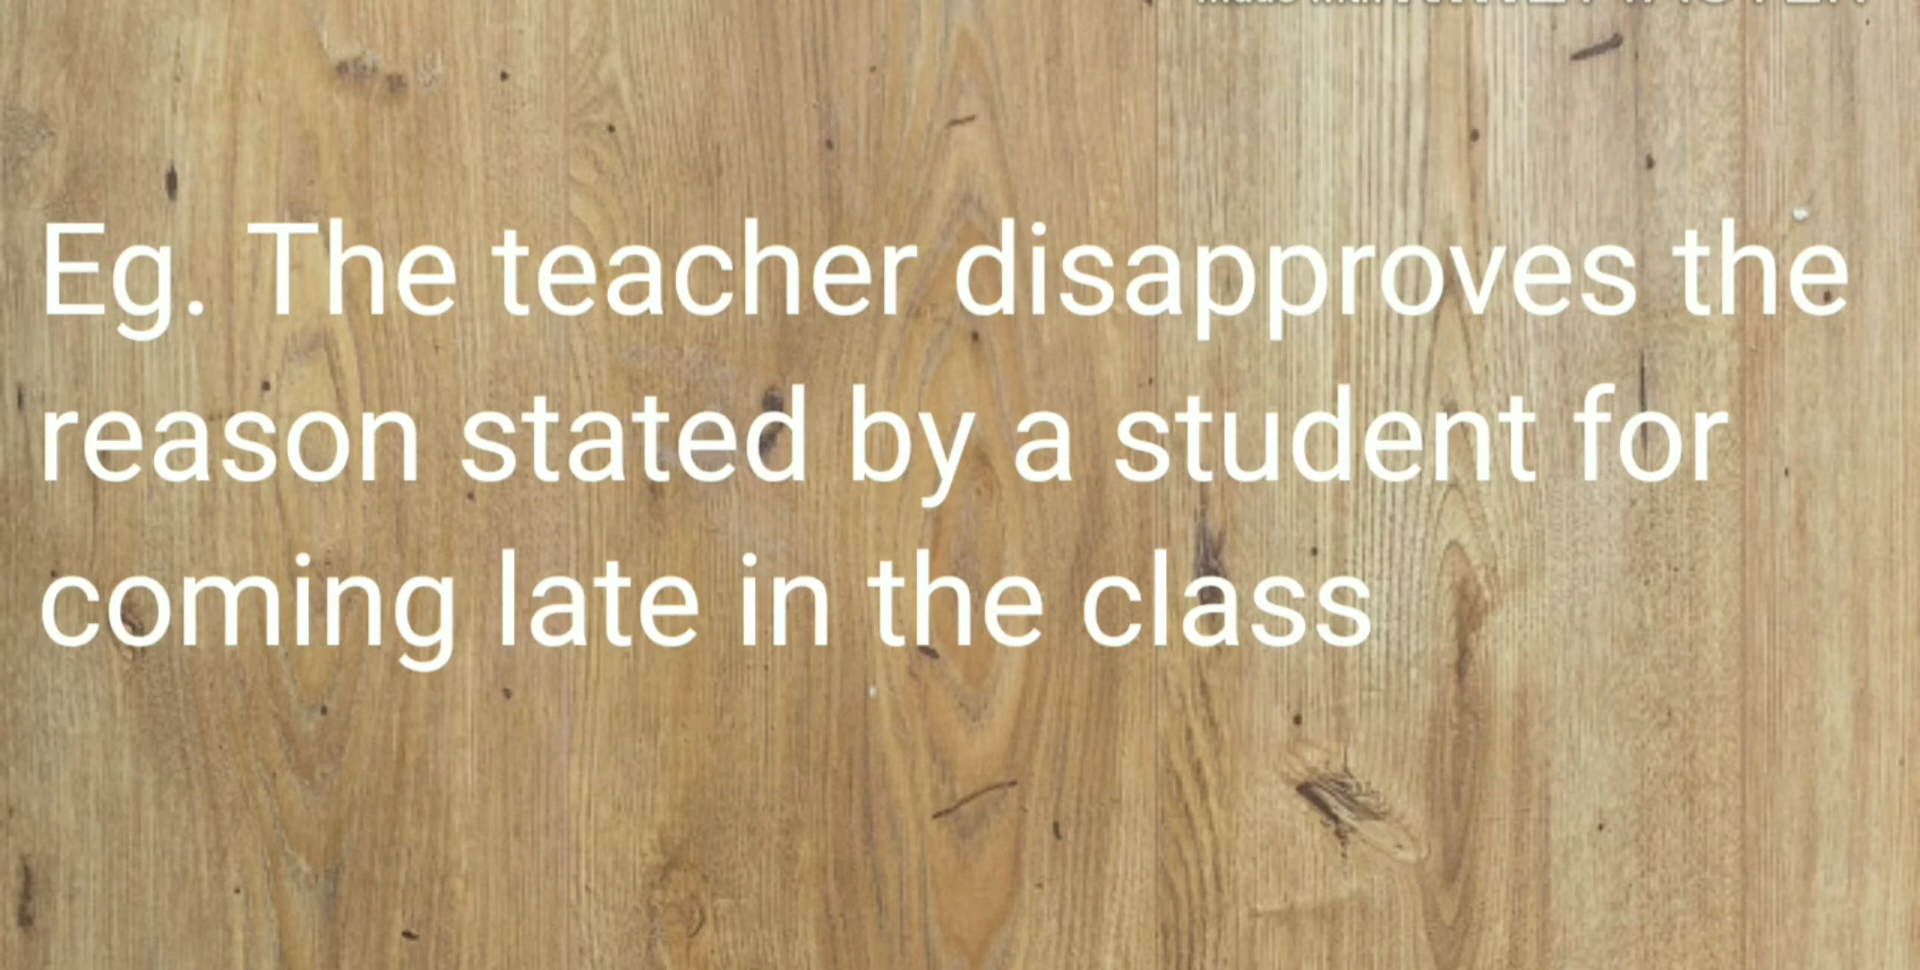 Eg. The teacher disapproves the
reason stated by a student for
coming late in the class